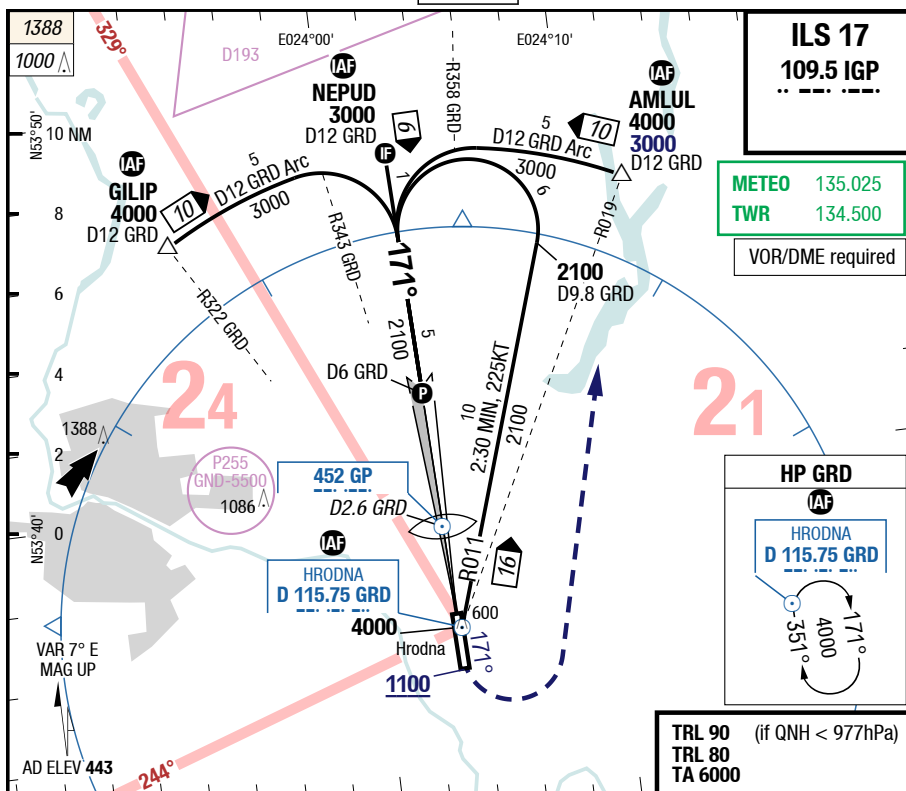 1388
1000
329°
D193
E024°00'
E024°10'
ILS 17
109.5 IGP
IAF
NEPUD
3000
D12 GRD
R358 GRD
9
IAF
AMLUL
4000
3000
D12 GRD
10
5
D12 GRD Arc
3000
N53°50'
10 NM
IAF
GILIP
4000
D12 GRD
10
5
D12 GRD Arc
3000
IF
1
6
METEO 135.025
TWR 134.500
VOR/DME required
8
R343 GRD
R019
R322 GRD
171°
2100
D9.8 GRD
6
5
2100
4
D6 GRD
P
24
21
10
2:30 MIN, 225KT
2100
1388
2
P255
GND-5500
1086
452 GP
D2.6 GRD
HP GRD
IAF
HRODNA
D 115.75 GRD
351°
4000
171°
N53°40'
0
IAF
HRODNA
D 115.75 GRD
R011
16
600
4000
Hrodna
171°
1100
VAR 7° E
MAG UP
AD ELEV 443
244°
TRL 90 (if QNH < 977hPa)
TRL 80
TA 6000